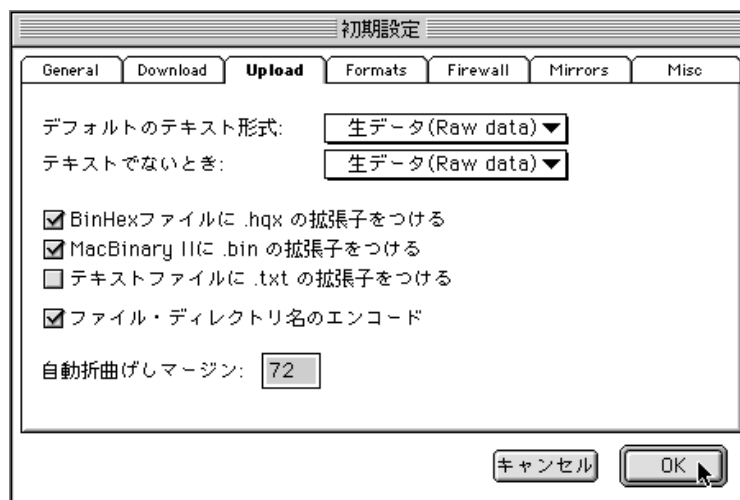 初期設定
General Download Upload Formats Firewall Mirrors Misc
デフォルトのテキスト形式: 生データ(Raw data)
テキストでないとき: 生データ(Raw data)
BinHexファイルに .hqx の拡張子をつける
MacBinary IIに .bin の拡張子をつける
テキストファイルに .txt の拡張子をつける
ファイル・ディレクトリ名のエンコード
自動折曲げしマージン: 72
キャンセル OK